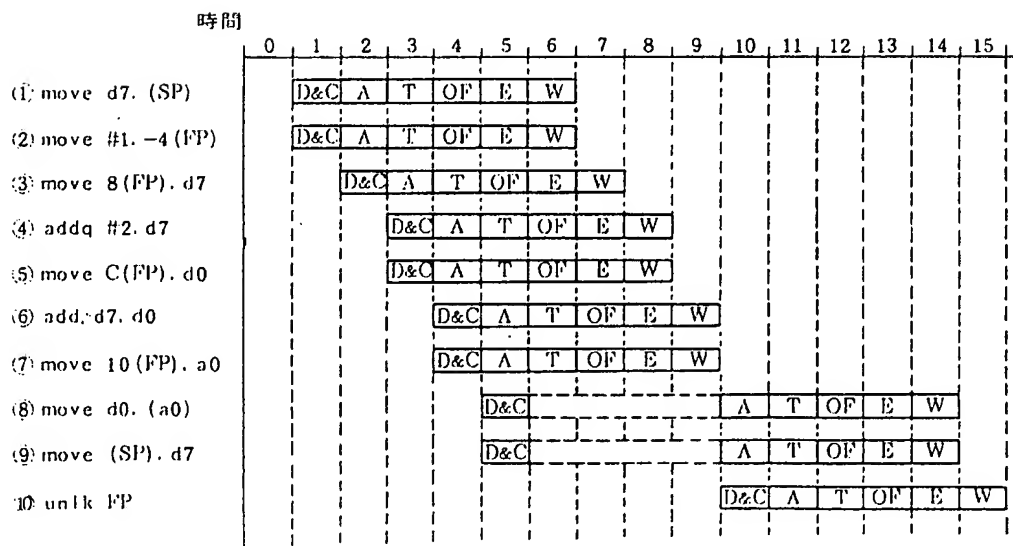 時間
0 1 2 3 4 5 6 7 8 9 10 11 12 13 14 15
(1) move d7. (SP) D&C A T OF E W
(2) move #1. -4(FP) D&C A T OF E W
(3) move 8(FP). d7 D&C A T OF E W
(4) addq #2. d7 D&C A T OF E W
(5) move C(FP). d0 D&C A T OF E W
(6) add. d7. d0 D&C A T OF E W
(7) move 10(FP). a0 D&C A T OF E W
(8) move d0. (a0) D&C A T OF E W
(9) move (SP). d7 D&C A T OF E W
10 unlk FP D&C A T OF E W